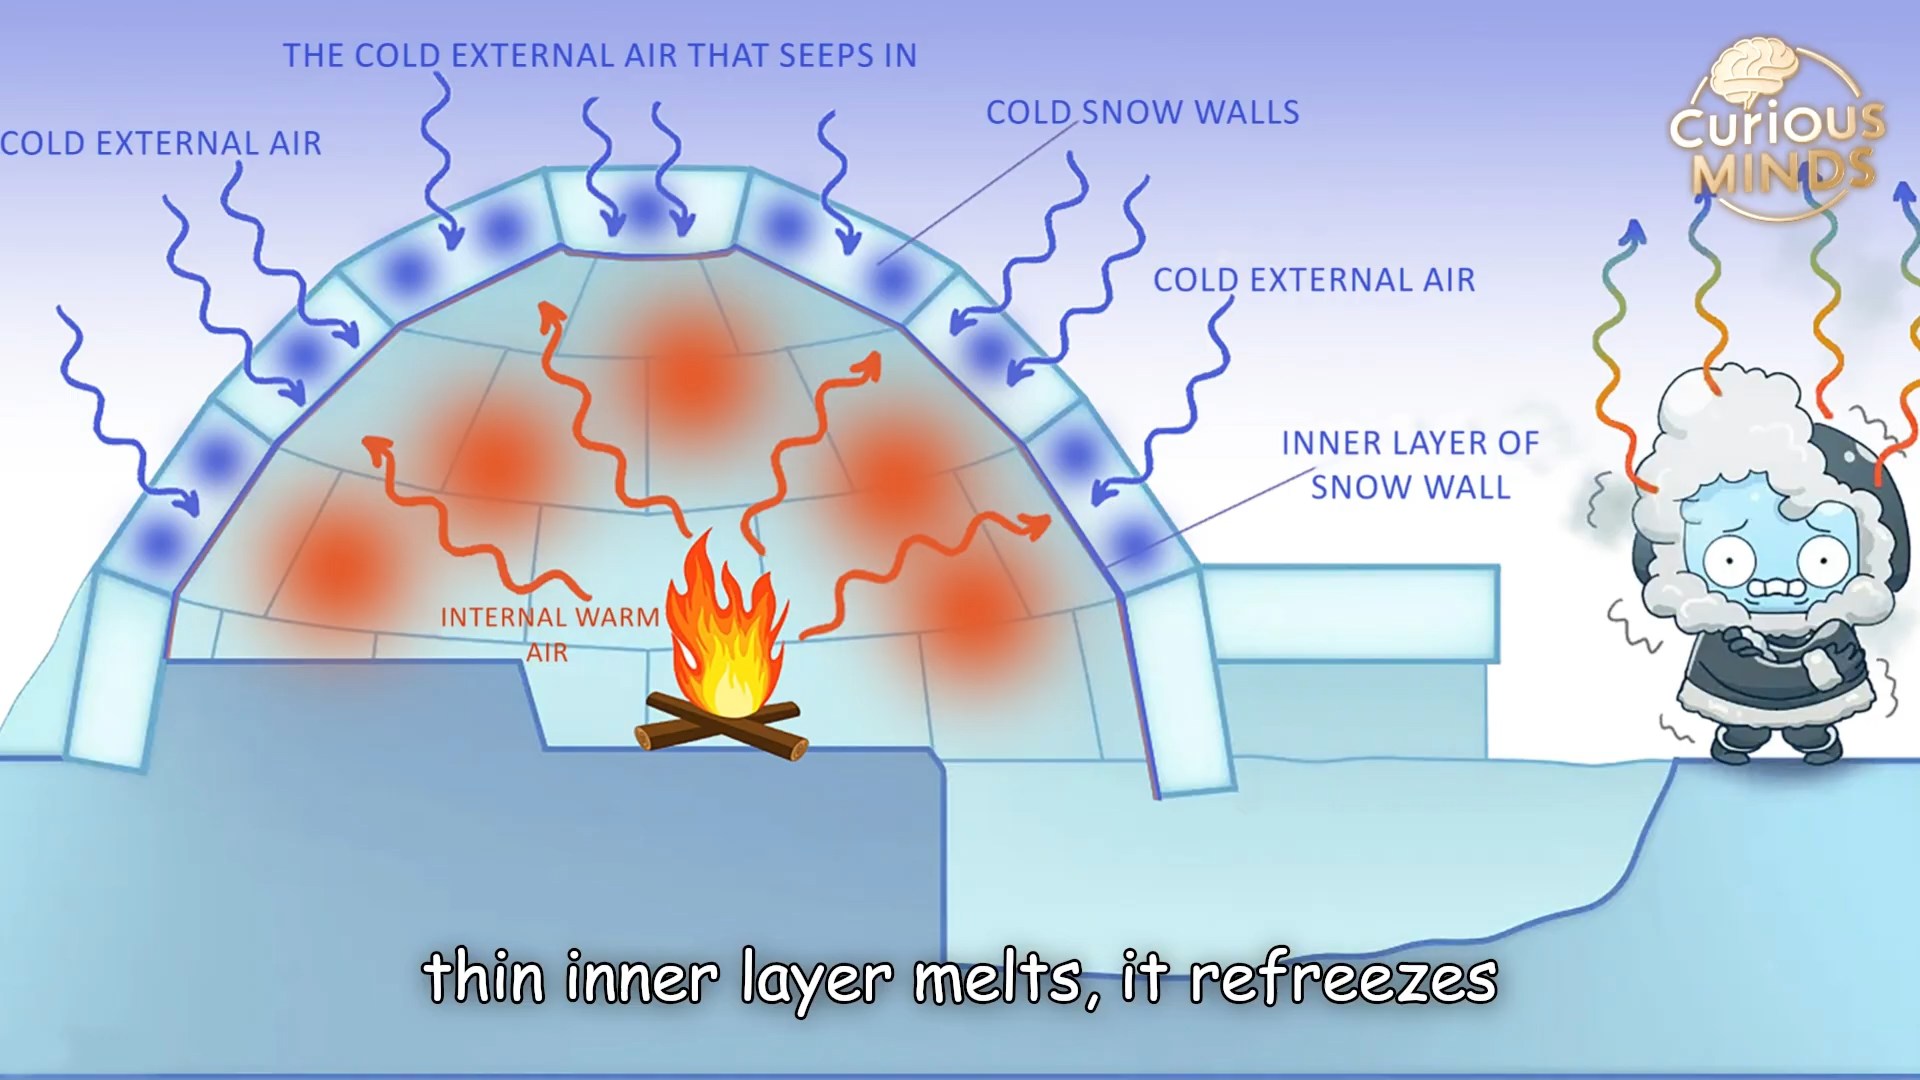 THE COLD EXTERNAL AIR THAT SEEPS IN
COLD SNOW WALLS
Curious
MINDS
COLD EXTERNAL AIR
COLD EXTERNAL AIR
INNER LAYER OF
SNOW WALL
INTERNAL WARM
AIR
thin inner layer melts, it refreezes